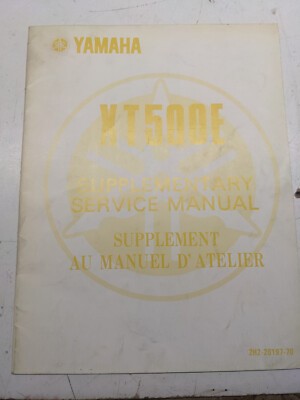 YAMAHA
XT500E
SUPPLEMENTARY
SERVICE MANUAL
SUPPLEMENT
AU MANUEL D'ATELIER